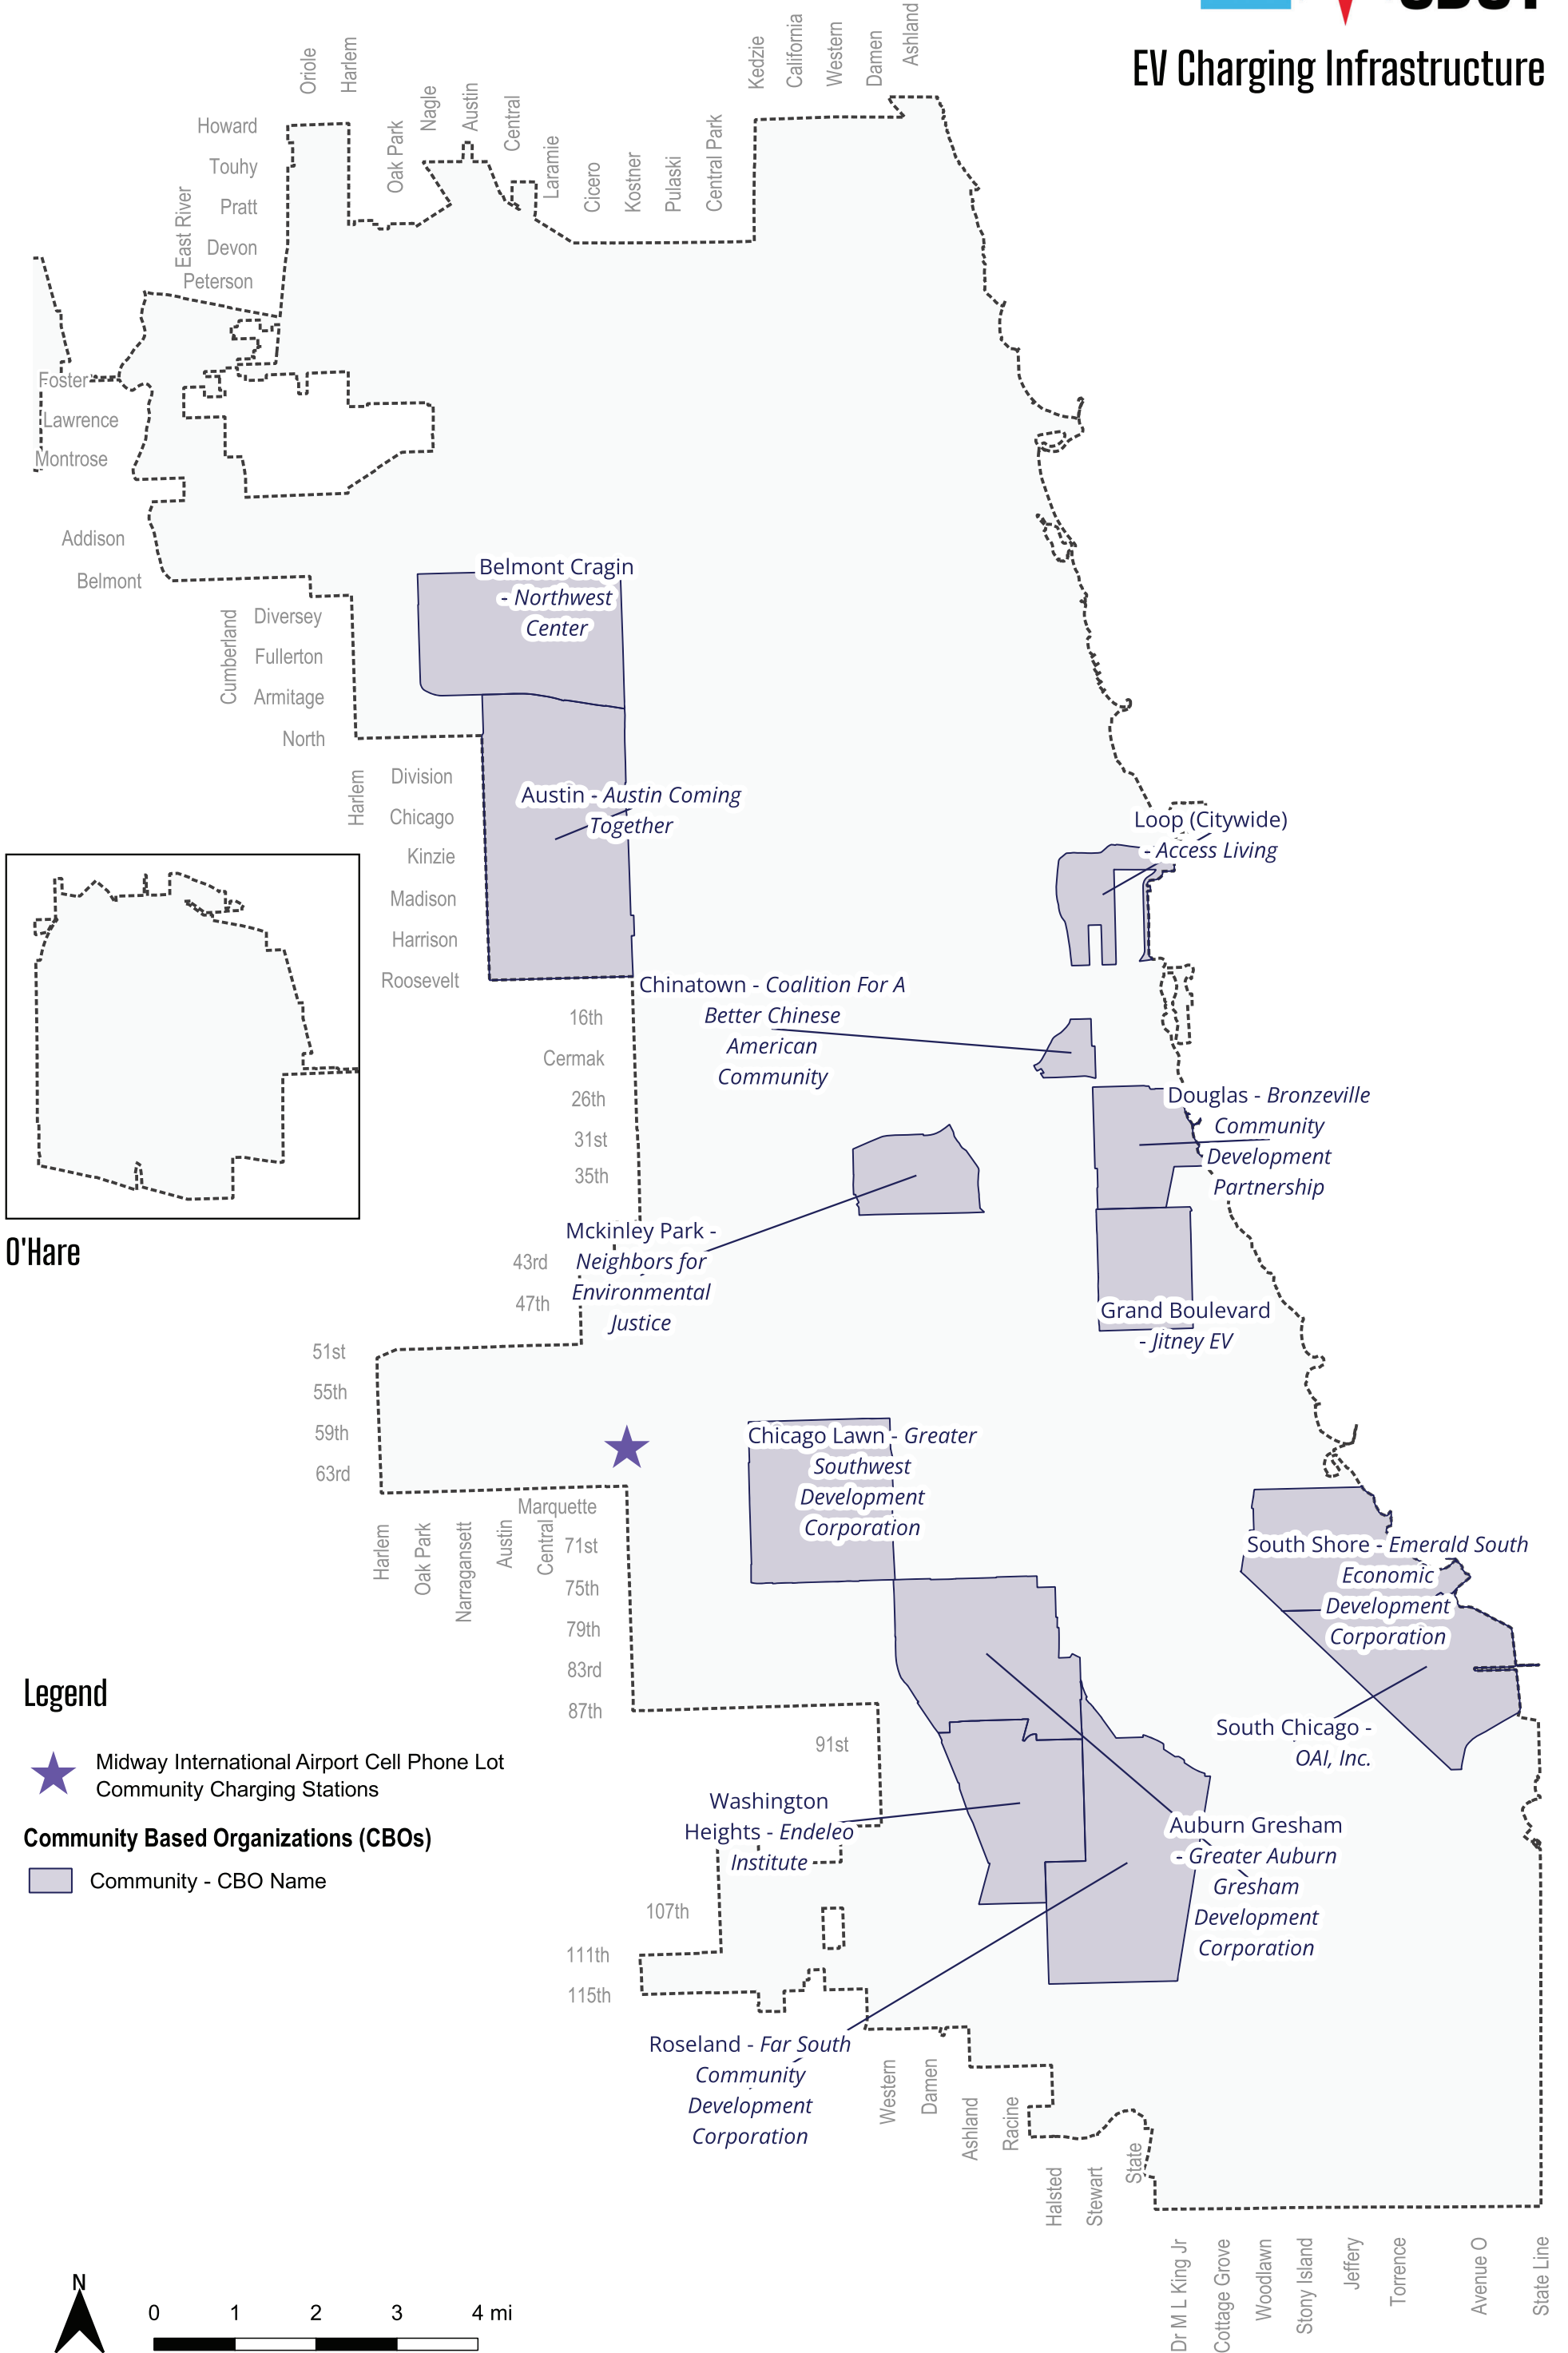 EV Charging Infrastructure
Oriole
Harlem
Oak Park
Nagle
Austin
Central
Laramie
Cicero
Kostner
Pulaski
Central Park
Kedzie
California
Western
Damen
Ashland
Howard
Touhy
Pratt
Devon
Peterson
East River
Foster
Lawrence
Montrose
Addison
Belmont
Cumberland
Diversey
Fullerton
Armitage
North
Harlem
Division
Chicago
Kinzie
Madison
Harrison
Roosevelt
Belmont Cragin
- Northwest
Center
Austin - Austin Coming
Together
Loop (Citywide)
- Access Living
Chinatown - Coalition For A
Better Chinese
American
Community
16th
Cermak
26th
31st
35th
43rd
47th
Douglas - Bronzeville
Community
Development
Partnership
Mckinley Park -
Neighbors for
Environmental
Justice
Grand Boulevard
- Jitney EV
O'Hare
51st
55th
59th
63rd
Marquette
Harlem
Oak Park
Narragansett
Austin
Central
71st
75th
79th
83rd
87th
Chicago Lawn - Greater
Southwest
Development
Corporation
South Shore - Emerald South
Economic
Development
Corporation
South Chicago -
OAI, Inc.
91st
Washington
Heights - Endeleo
Institute
Auburn Gresham
- Greater Auburn
Gresham
Development
Corporation
107th
111th
115th
Roseland - Far South
Community
Development
Corporation
Western
Damen
Ashland
Racine
Halsted
Stewart
State
Dr M L King Jr
Cottage Grove
Woodlawn
Stony Island
Jeffery
Torrence
Avenue O
State Line
Legend
Midway International Airport Cell Phone Lot
Community Charging Stations
Community Based Organizations (CBOs)
Community - CBO Name
N
0 1 2 3 4 mi